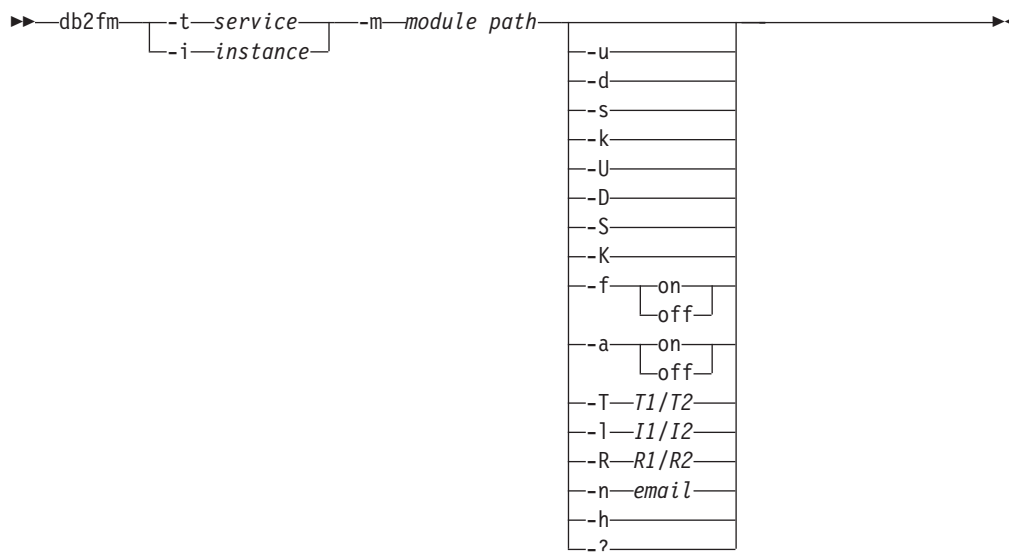 db2fm -t service -m module path
-i instance
-u
-d
-s
-k
-U
-D
-S
-K
-f on
off
-a on
off
-T T1/T2
-l I1/I2
-R R1/R2
-n email
-h
-?